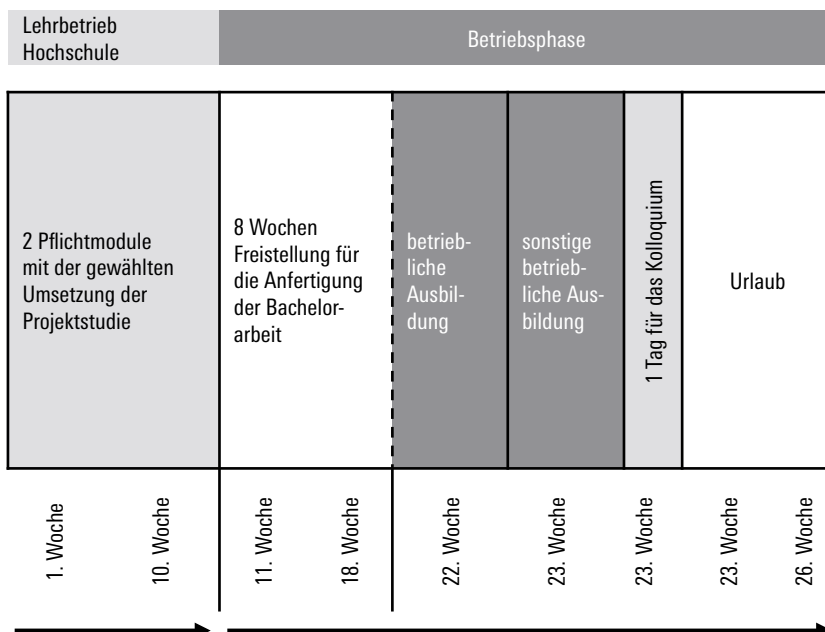 Lehrbetrieb
Hochschule
Betriebsphase
2 Pflichtmodule
mit der gewählten
Umsetzung der
Projektstudie
8 Wochen
Freistellung für
die Anfertigung
der Bachelor-
arbeit
betrieb-
liche
Ausbil-
dung
sonstige
betrieb-
liche Aus-
bildung
1 Tag für das Kolloquium
Urlaub
1. Woche
10. Woche
11. Woche
18. Woche
22. Woche
23. Woche
23. Woche
23. Woche
26. Woche